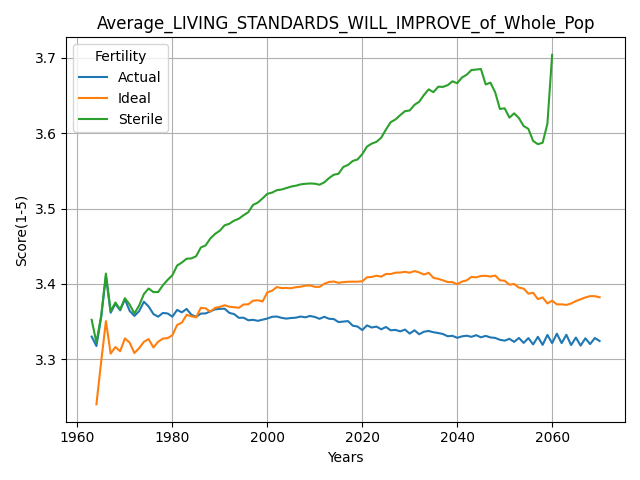 Average_LIVING_STANDARDS_WILL_IMPROVE_of_Whole_Pop
Fertility
Actual
Ideal
Sterile
Score(1-5)
3.7
3.6
3.5
3.4
3.3
1960 1980 2000 2020 2040 2060
Years